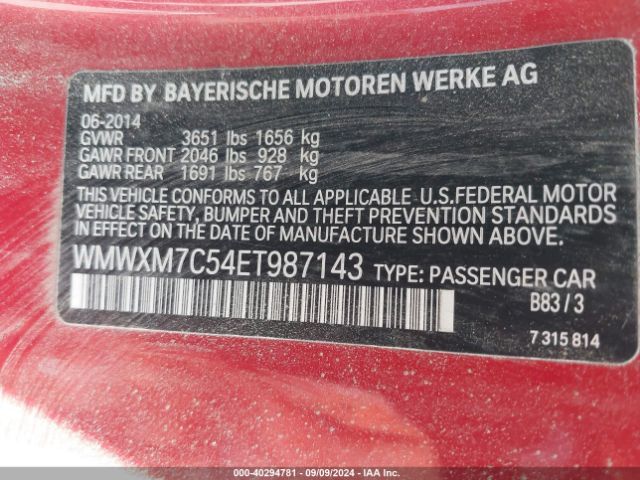 MFD BY BAYERISCHE MOTOREN WERKE AG
06-2014
GVWR 3651 lbs 1656 kg
GAWR FRONT 2046 lbs 928 kg
GAWR REAR 1691 lbs 767 kg
THIS VEHICLE CONFORMS TO ALL APPLICABLE U.S.FEDERAL MOTOR
VEHICLE SAFETY, BUMPER AND THEFT PREVENTION STANDARDS
IN EFFECT ON THE DATE OF MANUFACTURE SHOWN ABOVE.
WMWXM7C54ET987143 TYPE: PASSENGER CAR
B83/3
7 315 814
000-40294781 - 09/09/2024 - IAA Inc.